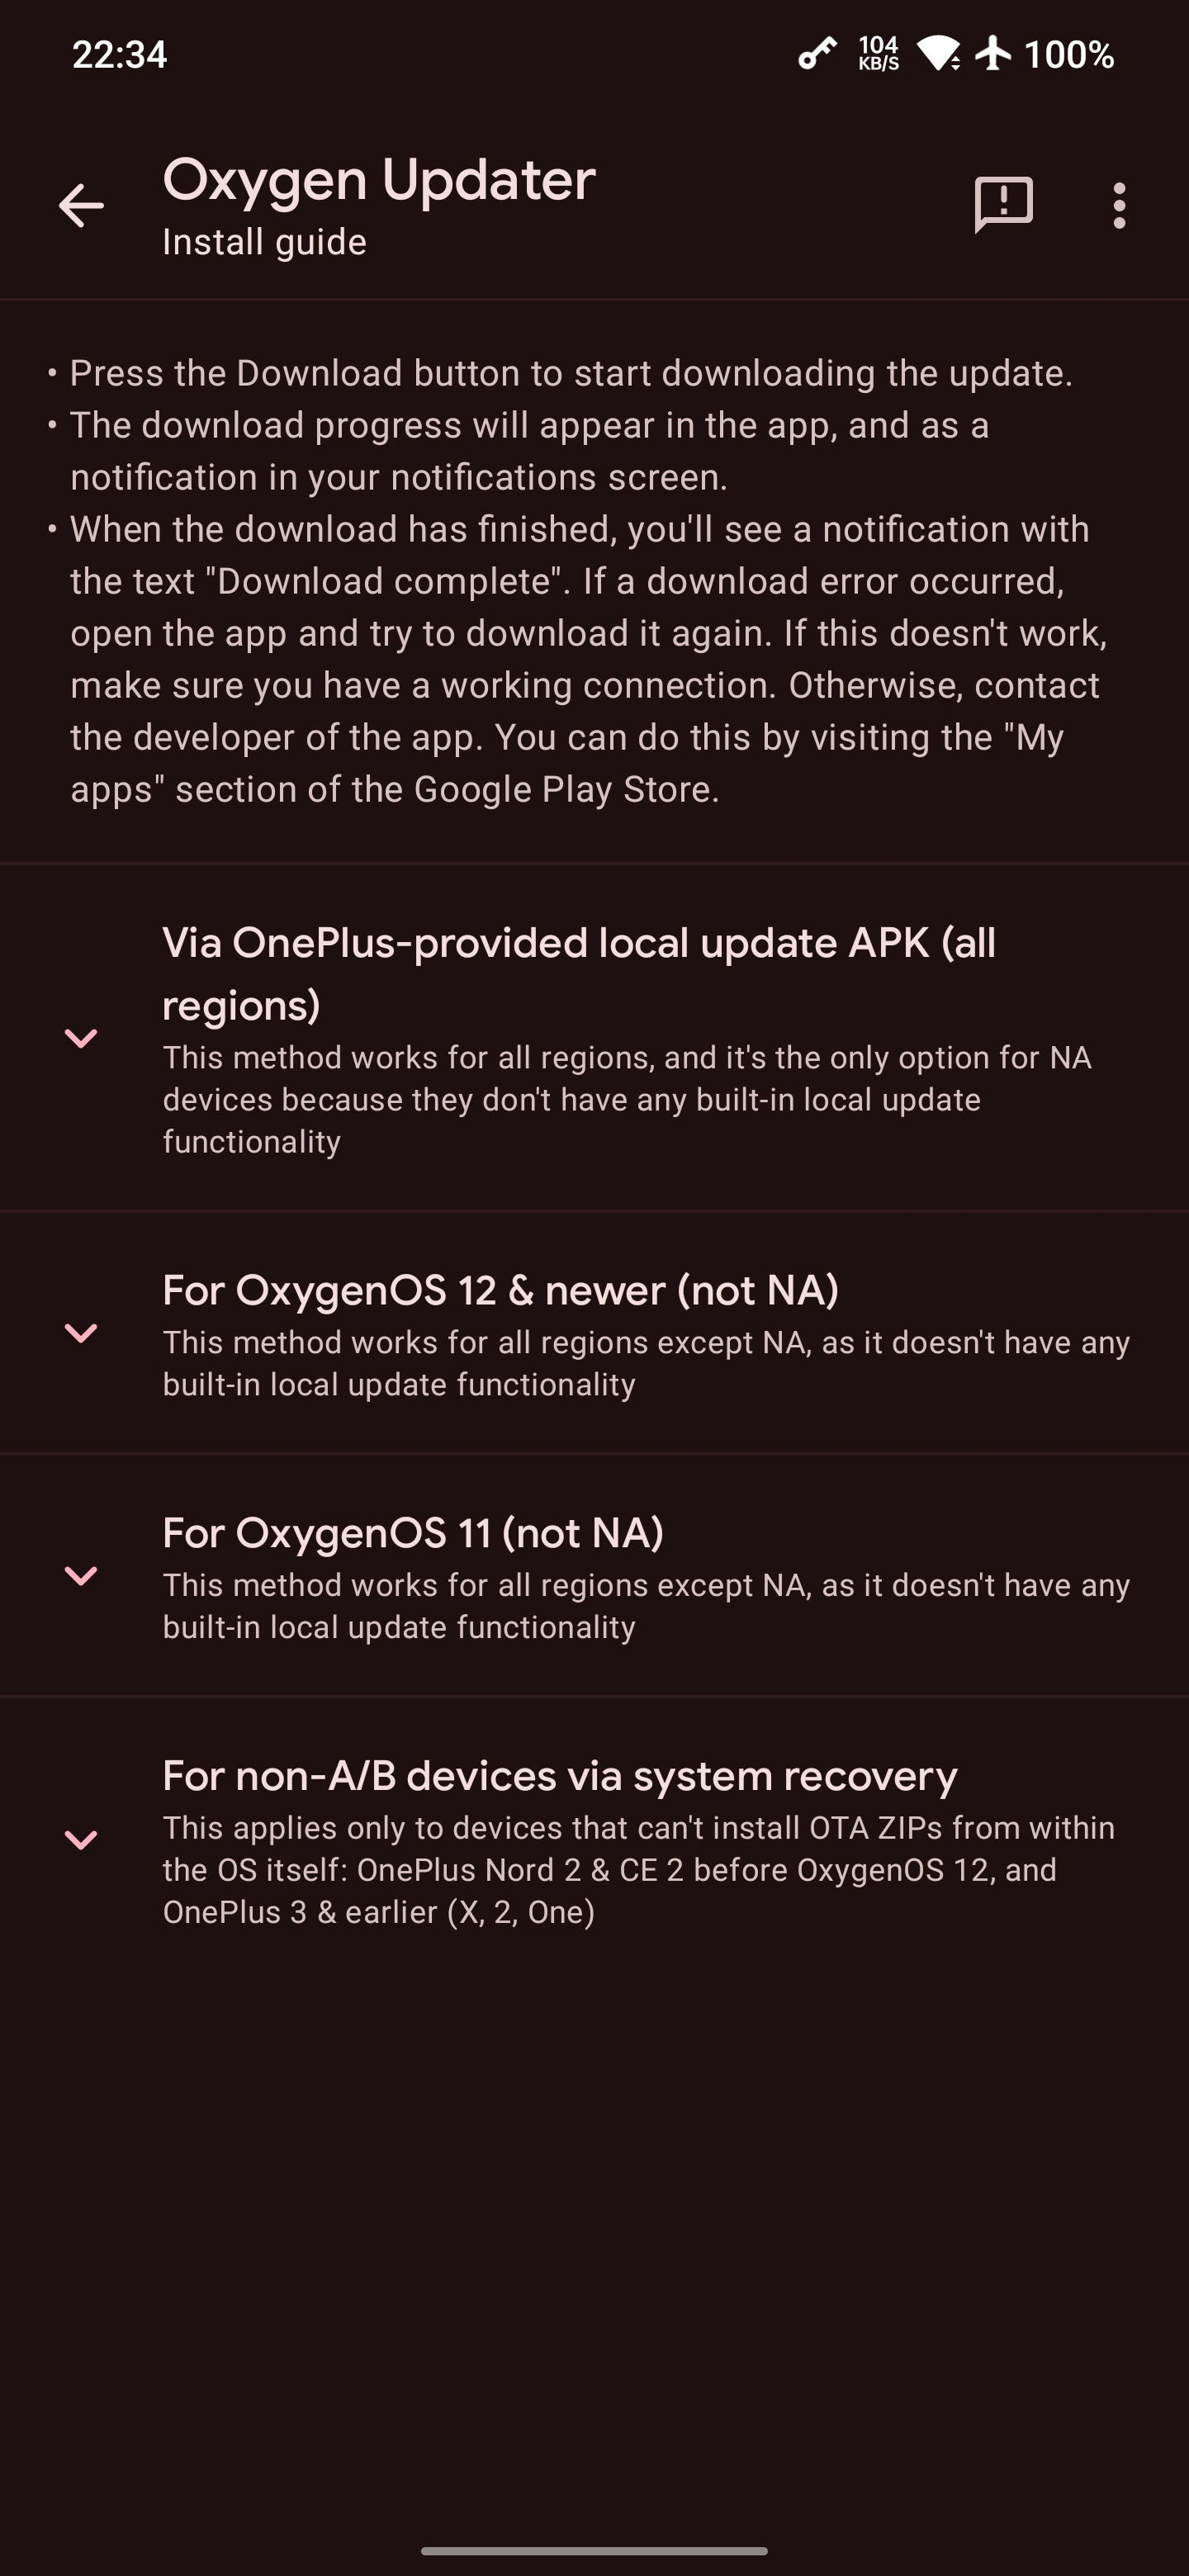 22:34
104
KB/S
100%
Oxygen Updater
Install guide
• Press the Download button to start downloading the update.
• The download progress will appear in the app, and as a
notification in your notifications screen.
• When the download has finished, you'll see a notification with
the text "Download complete". If a download error occurred,
open the app and try to download it again. If this doesn't work,
make sure you have a working connection. Otherwise, contact
the developer of the app. You can do this by visiting the "My
apps" section of the Google Play Store.
Via OnePlus-provided local update APK (all
regions)
This method works for all regions, and it's the only option for NA
devices because they don't have any built-in local update
functionality
For OxygenOS 12 & newer (not NA)
This method works for all regions except NA, as it doesn't have any
built-in local update functionality
For OxygenOS 11 (not NA)
This method works for all regions except NA, as it doesn't have any
built-in local update functionality
For non-A/B devices via system recovery
This applies only to devices that can't install OTA ZIPs from within
the OS itself: OnePlus Nord 2 & CE 2 before OxygenOS 12, and
OnePlus 3 & earlier (X, 2, One)